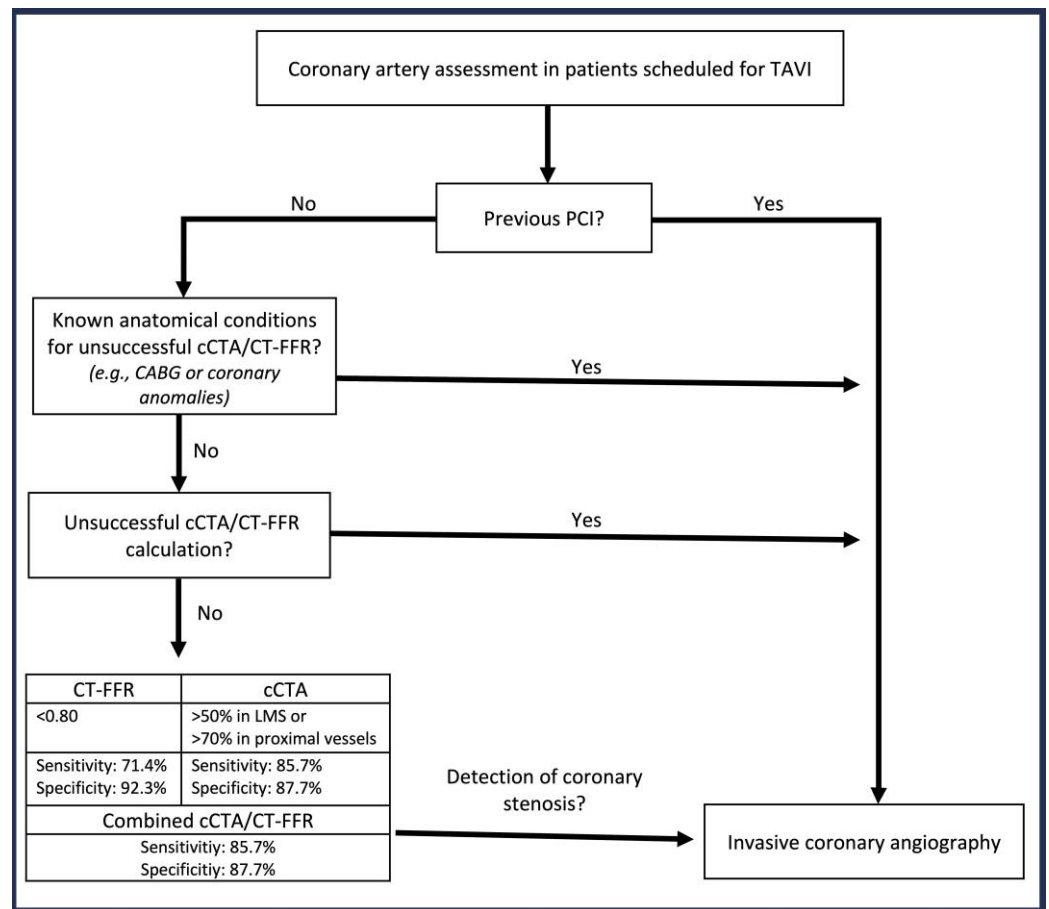 Coronary artery assessment in patients scheduled for TAVI
No
Yes
Previous PCI?
Known anatomical conditions
for unsuccessful cCTA/CT-FFR?
(e.g., CABG or coronary
anomalies)
Yes
No
Unsuccessful cCTA/CT-FFR
calculation?
Yes
No
CT-FFR
cCTA
<0.80
>50% in LMS or
>70% in proximal vessels
Sensitivity: 71.4%
Specificity: 92.3%
Sensitivity: 85.7%
Specificity: 87.7%
Combined cCTA/CT-FFR
Sensitivitiy: 85.7%
Specificitiy: 87.7%
Detection of coronary
stenosis?
Invasive coronary angiography